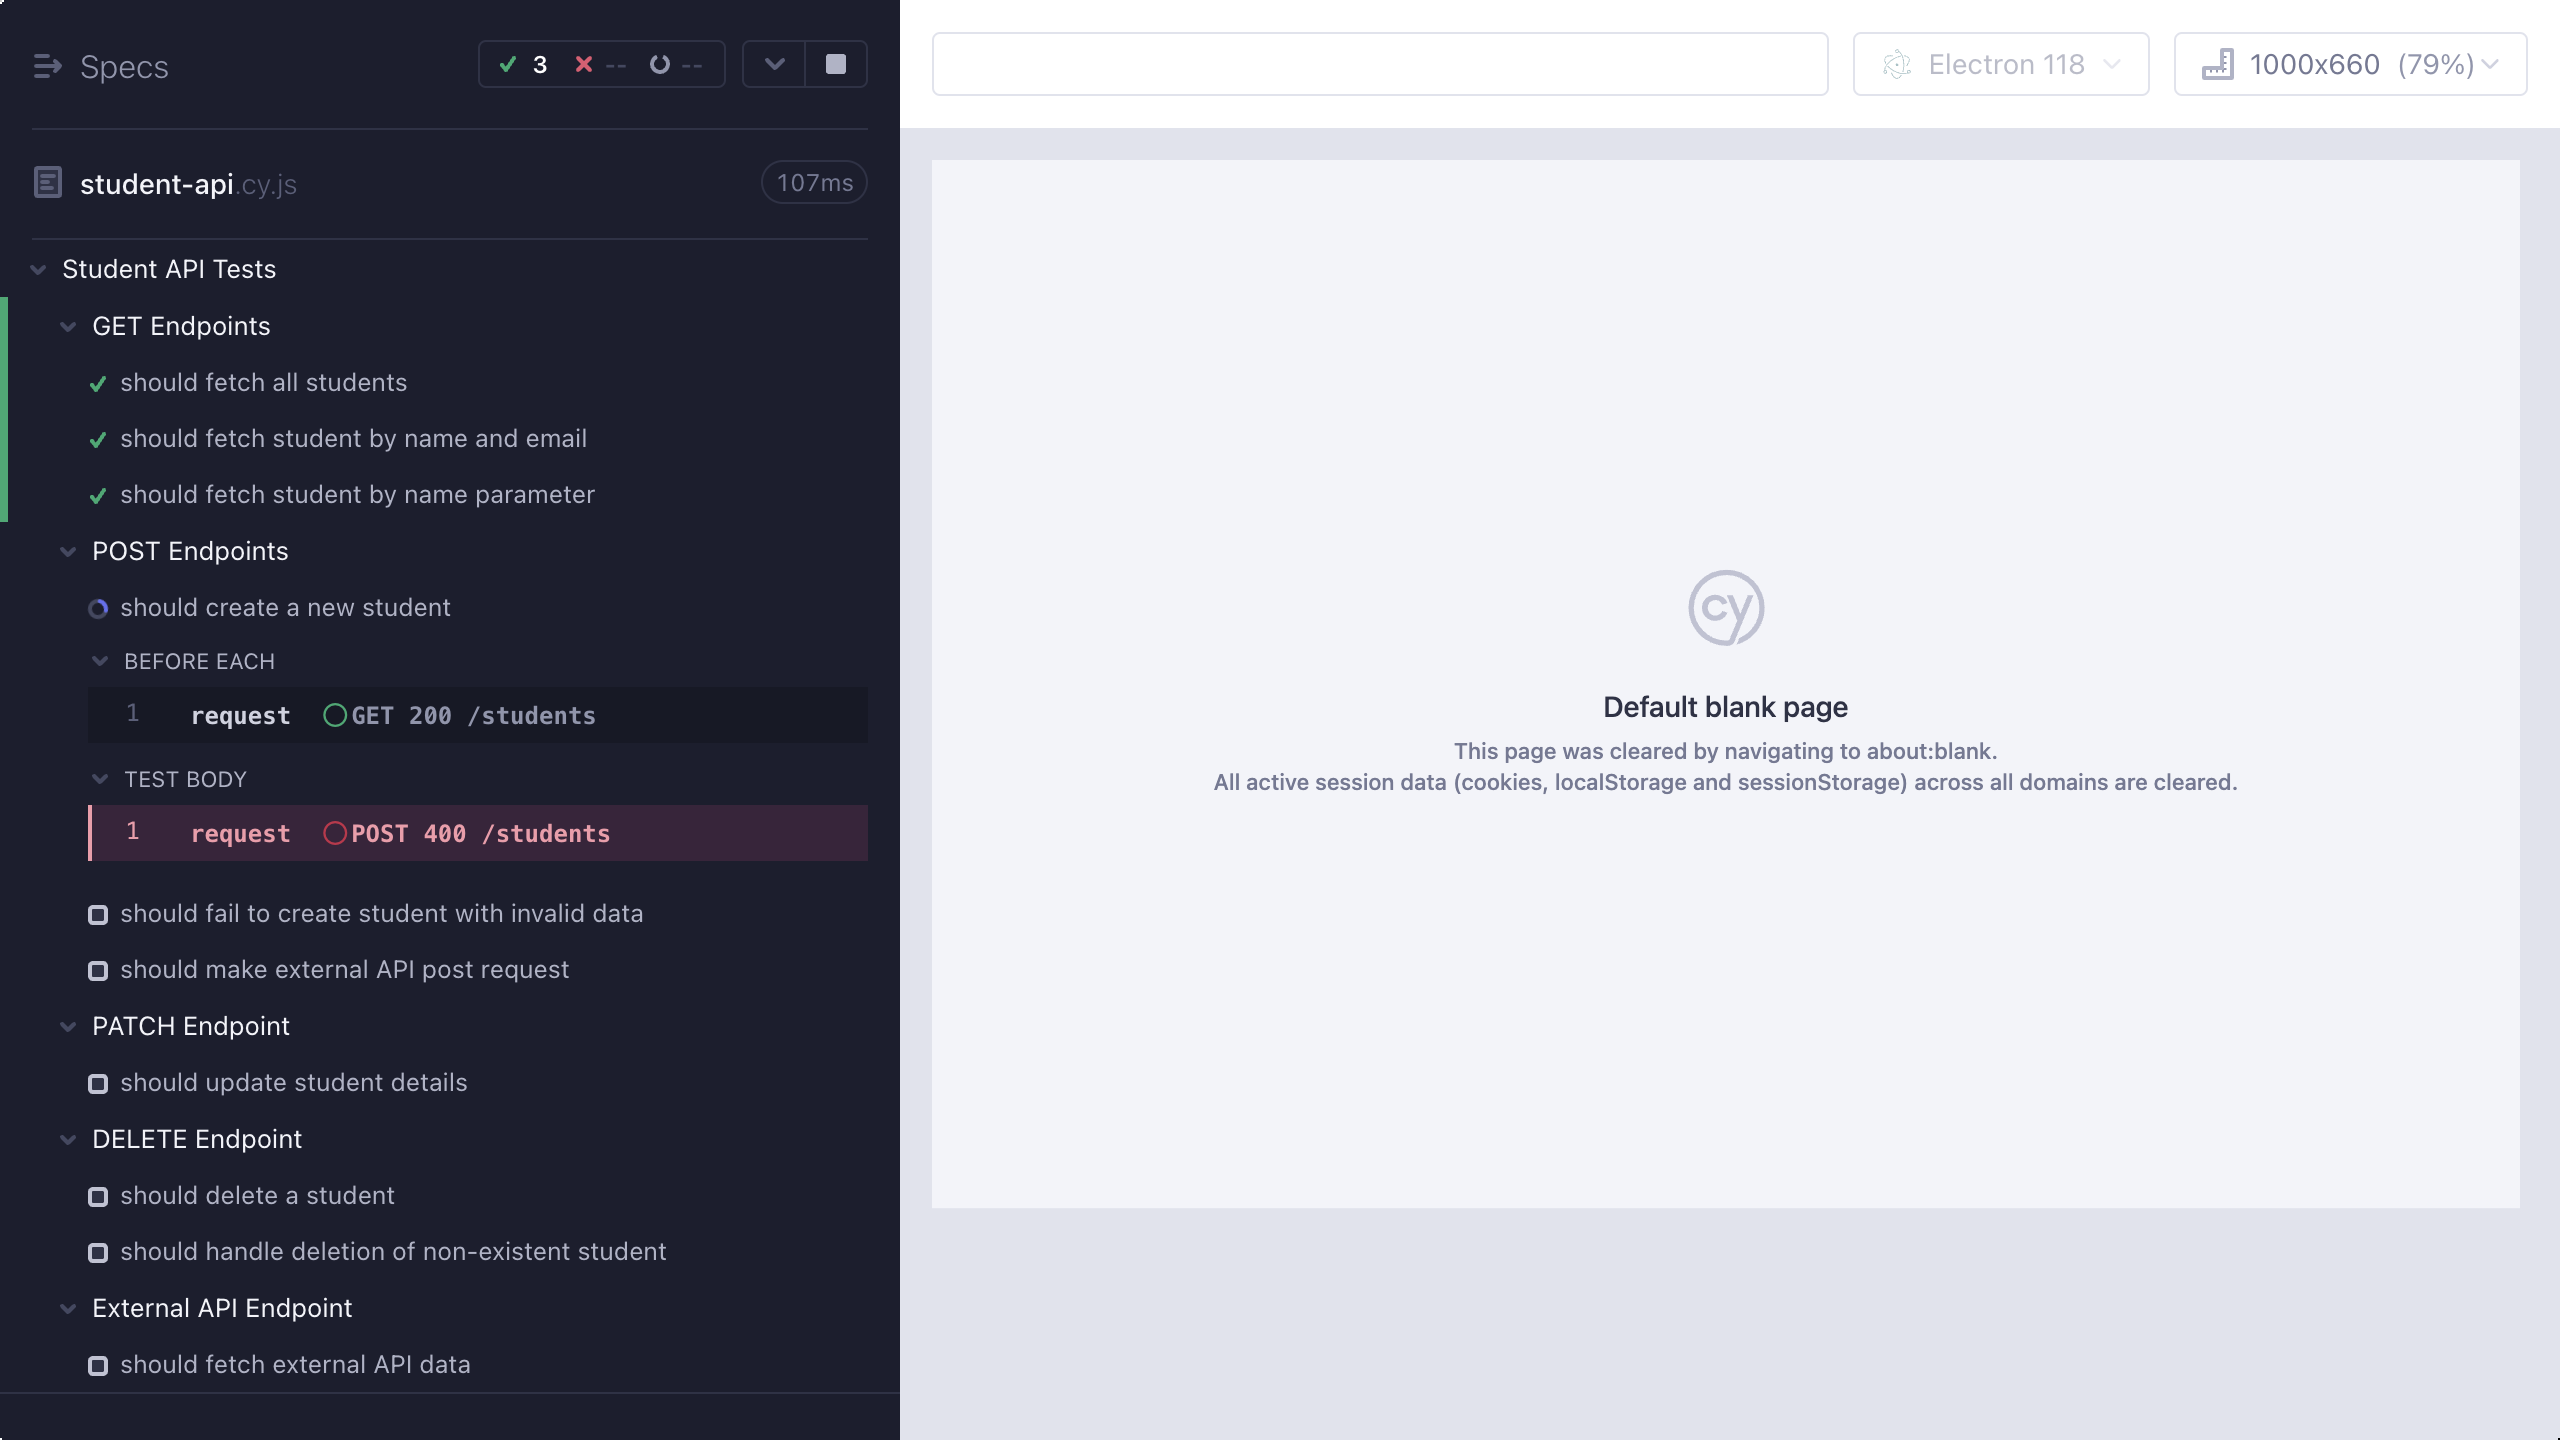 Specs
3 -- --
student-api.cy.js
107ms
Student API Tests
GET Endpoints
should fetch all students
should fetch student by name and email
should fetch student by name parameter
POST Endpoints
should create a new student
BEFORE EACH
1 request GET 200 /students
TEST BODY
1 request POST 400 /students
should fail to create student with invalid data
should make external API post request
PATCH Endpoint
should update student details
DELETE Endpoint
should delete a student
should handle deletion of non-existent student
External API Endpoint
should fetch external API data
Electron 118
1000x660 (79%)
cy
Default blank page
This page was cleared by navigating to about:blank.
All active session data (cookies, localStorage and sessionStorage) across all domains are cleared.